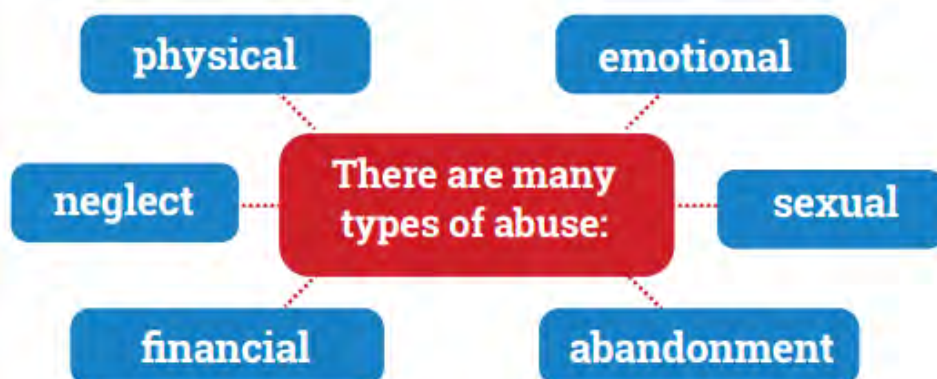 physical
emotional
There are many
types of abuse:
neglect
sexual
financial
abandonment